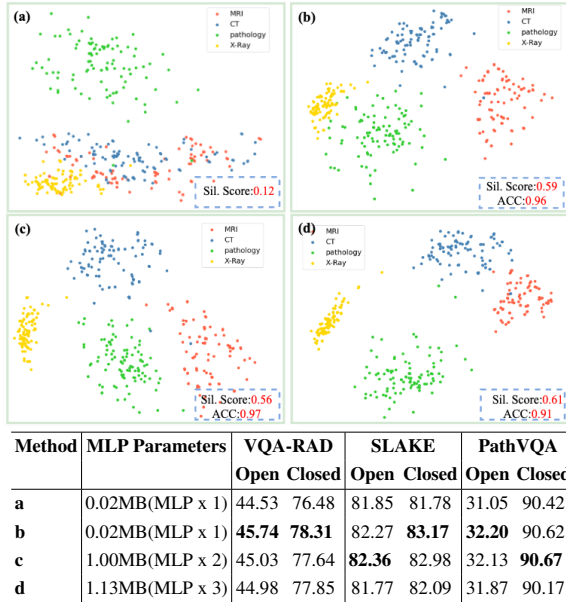 (a)
MRI
CT
pathology
X-Ray
Sil. Score:0.12
(b)
MRI
CT
pathology
X-Ray
Sil. Score:0.59
ACC:0.96
(c)
MRI
CT
pathology
X-Ray
Sil. Score:0.56
ACC:0.97
(d)
MRI
CT
pathology
X-Ray
Sil. Score:0.61
ACC:0.91
Method MLP Parameters VQA-RAD SLAKE PathVQA
Open Closed Open Closed Open Closed
a 0.02MB(MLP x 1) 44.53 76.48 81.85 81.78 31.05 90.42
b 0.02MB(MLP x 1) 45.74 78.31 82.27 83.17 32.20 90.62
c 1.00MB(MLP x 2) 45.03 77.64 82.36 82.98 32.13 90.67
d 1.13MB(MLP x 3) 44.98 77.85 81.77 82.09 31.87 90.17